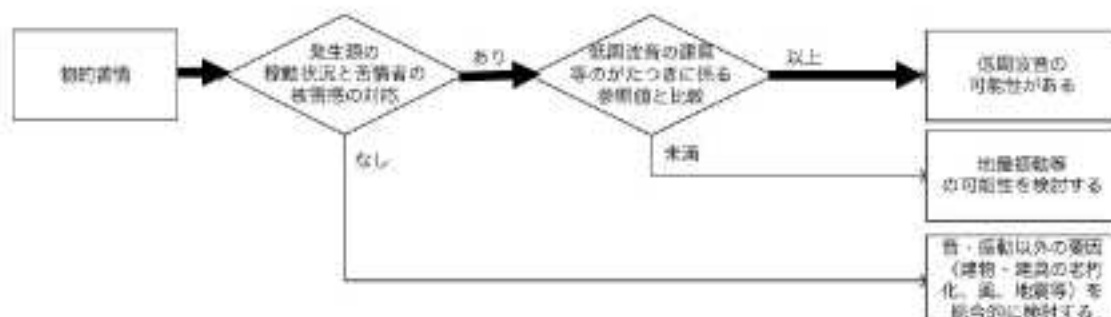 物的苦情
発生源の
稼動状況と苦情者の
被害感の対応
あり
低周波音の建具
等のがたつきに係る
参照値と比較
以上
低周波音の
可能性がある
なし
未満
地盤振動等
の可能性を検討する
音・振動以外の要因
(建物・建具の老朽
化、風、地震等)を
総合的に検討する